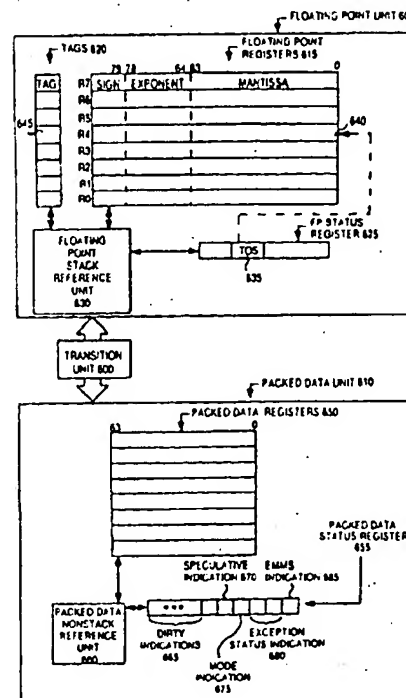 FLOATING POINT UNIT 60
TAGS 620
FLOATING POINT
REGISTERS 615
79 78 64 63 0
TAG
R7 SIGN EXPONENT MANTISSA
R6
645
R5
R4
640
R3
R2
R1
R0
FLOATING
POINT
STACK
REFERENCE
UNIT
630
TOS
635
FP STATUS
REGISTER 625
TRANSITION
UNIT 600
PACKED DATA UNIT 610
PACKED DATA REGISTERS 650
63 0
PACKED DATA
STATUS REGISTER
655
SPECULATIVE
INDICATION 670
EMMS
INDICATION 685
PACKED DATA
NONSTACK
REFERENCE
UNIT
660
DIRTY
INDICATIONS
665
EXCEPTION
STATUS INDICATION
680
MODE
INDICATION
675